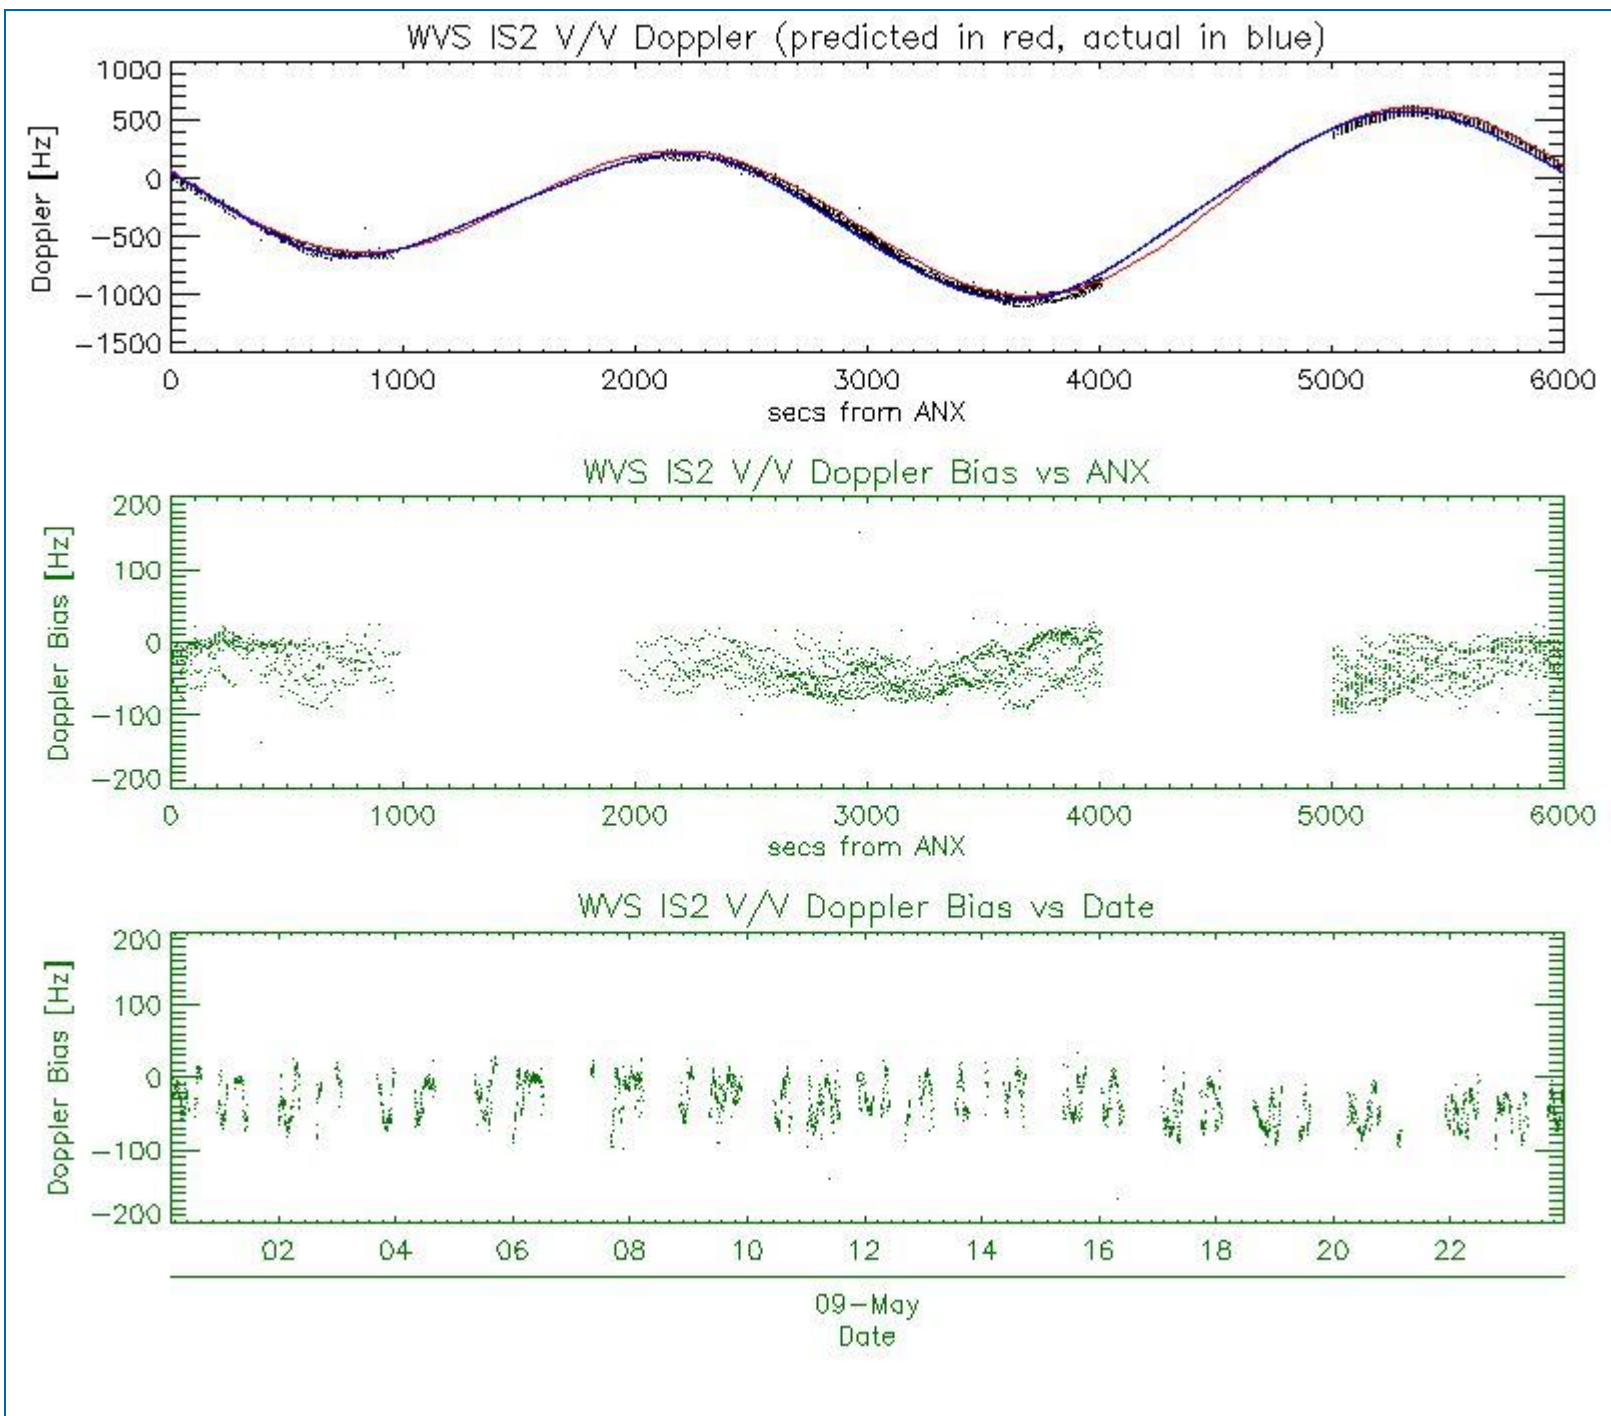 WVS IS2 V/V Doppler (predicted in red, actual in blue)
1000
500
0
−500
−1000
−1500
Doppler [Hz]
0 1000 2000 3000 4000 5000 6000
secs from ANX
WVS IS2 V/V Doppler Bias vs ANX
200
100
0
−100
−200
Doppler Bias [Hz]
0 1000 2000 3000 4000 5000 6000
secs from ANX
WVS IS2 V/V Doppler Bias vs Date
200
100
0
−100
−200
Doppler Bias [Hz]
02 04 06 08 10 12 14 16 18 20 22
09−May
Date